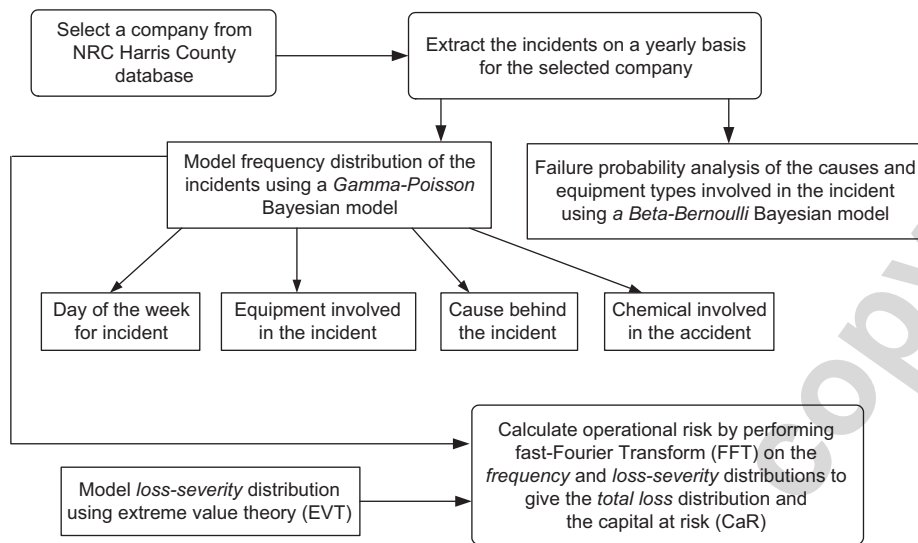 Select a company from
NRC Harris County
database
Extract the incidents on a yearly basis
for the selected company
Model frequency distribution of the
incidents using a Gamma-Poisson
Bayesian model
Failure probability analysis of the causes and
equipment types involved in the incident
using a Beta-Bernoulli Bayesian model
Day of the week
for incident
Equipment involved
in the incident
Cause behind
the incident
Chemical involved
in the accident
Calculate operational risk by performing
fast-Fourier Transform (FFT) on the
frequency and loss-severity distributions to
give the total loss distribution and
the capital at risk (CaR)
Model loss-severity distribution
using extreme value theory (EVT)
copy